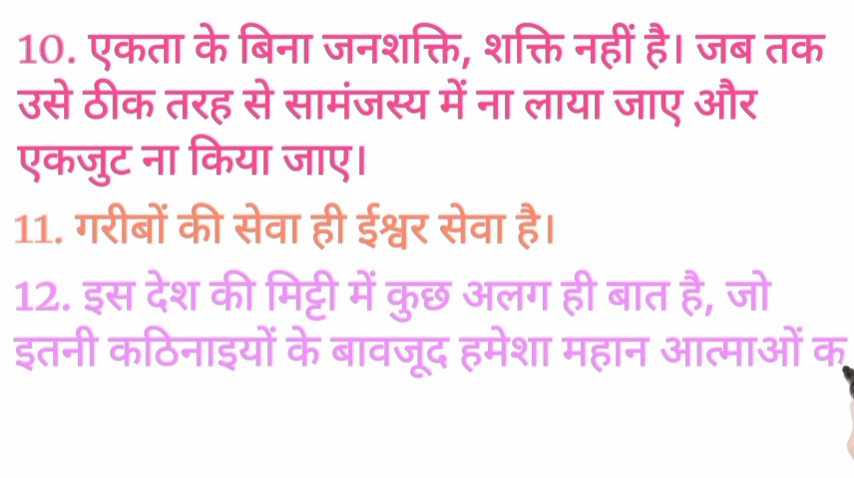 10. एकता के बिना जनशक्ति, शक्ति नहीं है। जब तक
उसे ठीक तरह से सामंजस्य में ना लाया जाए और
एकजुट ना किया जाए।
11. गरीबों की सेवा ही ईश्वर सेवा है।
12. इस देश की मिट्टी में कुछ अलग ही बात है, जो
इतनी कठिनाइयों के बावजूद हमेशा महान आत्माओं क